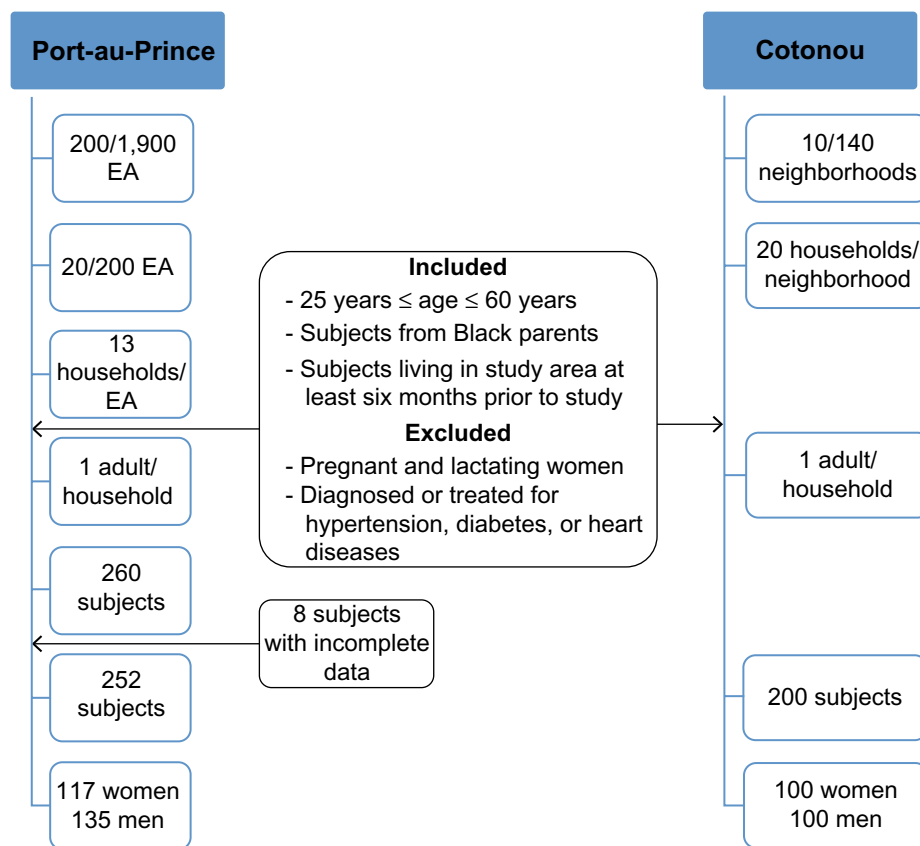 Port-au-Prince
200/1,900
EA
20/200 EA
13
households/
EA
1 adult/
household
260
subjects
252
subjects
117 women
135 men
Included
- 25 years ≤ age ≤ 60 years
- Subjects from Black parents
- Subjects living in study area at
least six months prior to study
Excluded
- Pregnant and lactating women
- Diagnosed or treated for
hypertension, diabetes, or heart
diseases
8 subjects
with incomplete
data
Cotonou
10/140
neighborhoods
20 households/
neighborhood
1 adult/
household
200 subjects
100 women
100 men